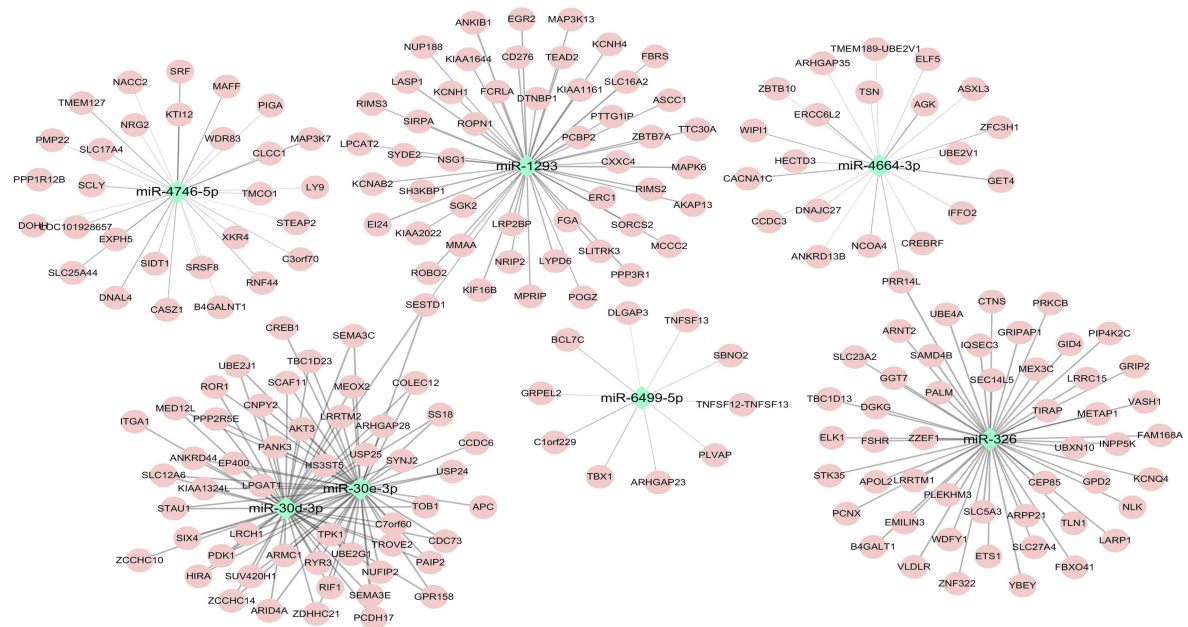 SRF
NACC2
MAFF
TMEM127
KTI12
PIGA
NRG2
WDR83
PMP22
SLC17A4
CLCC1
MAP3K7
PPP1R12B
SCLY
miR-4746-5p
TMCO1
LY9
DOHH
LOC101928657
STEAP2
EXPH5
XKR4
SLC25A44
SIDT1
SRSF8
C3orf70
DNAL4
RNF44
CASZ1
B4GALNT1
ANKIB1
EGR2
MAP3K13
NUP188
KIAA1644
CD276
TEAD2
KCNH4
FBRS
LASP1
KCNH1
FCRLA
DTNBP1
KIAA1161
SLC16A2
RIMS3
SIRPA
ROPN1
PTTG1IP
ASCC1
LPCAT2
SYDE2
NSG1
PCBP2
ZBTB7A
TTC30A
miR-1293
CXXC4
MAPK6
KCNAB2
SH3KBP1
ERC1
RIMS2
AKAP13
EI24
SGK2
FGA
SORCS2
KIAA2022
LRP2BP
MMAA
SLITRK3
MCCC2
ROBO2
NRIP2
LYPD6
PPP3R1
KIF16B
MPRIP
POGZ
SESTD1
TMEM189-UBE2V1
ARHGAP35
ELF5
ZBTB10
TSN
ASXL3
ERCC6L2
AGK
WIPI1
ZFC3H1
HECTD3
UBE2V1
miR-4664-3p
CACNA1C
GET4
DNAJC27
IFFO2
CCDC3
NCOA4
CREBRF
ANKRD13B
PRR14L
DLGAP3
TNFSF13
BCL7C
SBNO2
GRPEL2
miR-6499-5p
TNFSF12-TNFSF13
C1orf229
PLVAP
TBX1
ARHGAP23
CREB1
SEMA3C
UBE2J1
TBC1D23
ROR1
SCAF11
MEOX2
COLEC12
MED12L
CNPY2
LRRTM2
ITGA1
PPP2R5E
AKT3
ARHGAP28
SS18
PANK3
USP25
CCDC6
ANKRD44
EP400
HS3ST5
SYNJ2
SLC12A6
USP24
KIAA1324L
LPGAT1
miR-30e-3p
STAU1
miR-30d-3p
TOB1
APC
SIX4
LRCH1
TPK1
C7orf60
TROVE2
CDC73
ZCCHC10
PDK1
ARMC1
UBE2G1
PAIP2
HIRA
SUV420H1
RYR3
NUFIP2
RIF1
ZCCHC14
SEMA3E
GPR158
ARID4A
ZDHHC21
PCDH17
CTNS
PRKCB
UBE4A
ARNT2
GRIPAP1
PIP4K2C
IQSEC3
GID4
SLC23A2
SAMD4B
MEX3C
GRIP2
GGT7
SEC14L5
LRRC15
TBC1D13
PALM
TIRAP
VASH1
DGKG
METAP1
ELK1
FSHR
ZZEF1
miR-326
UBXN10
INPP5K
FAM168A
STK35
APOL2
LRRTM1
CEP85
GPD2
KCNQ4
PCNX
PLEKHM3
NLK
EMILIN3
SLC5A3
ARPP21
TLN1
B4GALT1
WDFY1
SLC27A4
LARP1
VLDLR
ETS1
FBXO41
ZNF322
YBEY